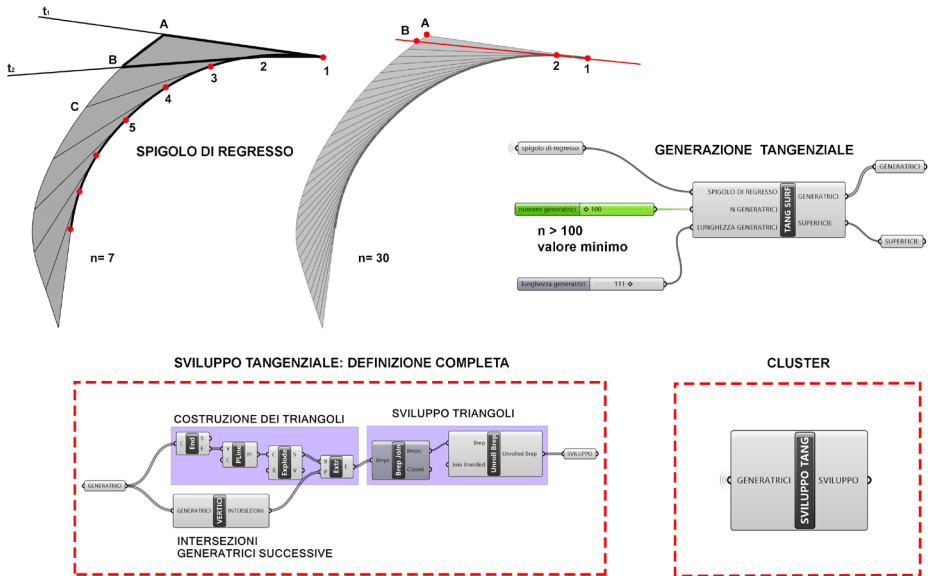 t₁
A
B
t₂
1
2
3
4
5
C
SPIGOLO DI REGRESSO
n= 7
A
B
2
1
n= 30
GENERAZIONE TANGENZIALE
spigolo di regresso
numero generatrici
100
n > 100
valore minimo
lunghezza generatrici
111
SPIGOLO DI REGRESSO
N GENERATRICI
LUNGHEZZA GENERATRICI
TANG SURF
GENERATRICI
SUPERFICIE
GENERATRICI
SUPERFICIE
SVILUPPO TANGENZIALE: DEFINIZIONE COMPLETA
COSTRUZIONE DEI TRIANGOLI
SVILUPPO TRIANGOLI
GENERATRICI
C
End
S
E
V
C
PLine
Pl
C
R
Explode
S
V
B
P
Extr
E
Breps
Brep Join
Breps
Closed
Brep
Join Unrolled
Unroll Brep
Unrolled Brep
SVILUPPO
GENERATRICI
VERTICI
INTERSEZIONI
INTERSEZIONI
GENERATRICI SUCCESSIVE
CLUSTER
GENERATRICI
SVILUPPO TANG
SVILUPPO